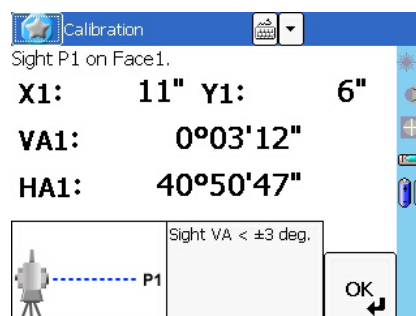 Calibration
Sight P1 on Face1.
X1: 11" Y1: 6"
VA1: 0°03'12"
HA1: 40°50'47"
Sight VA < ±3 deg.
P1
OK